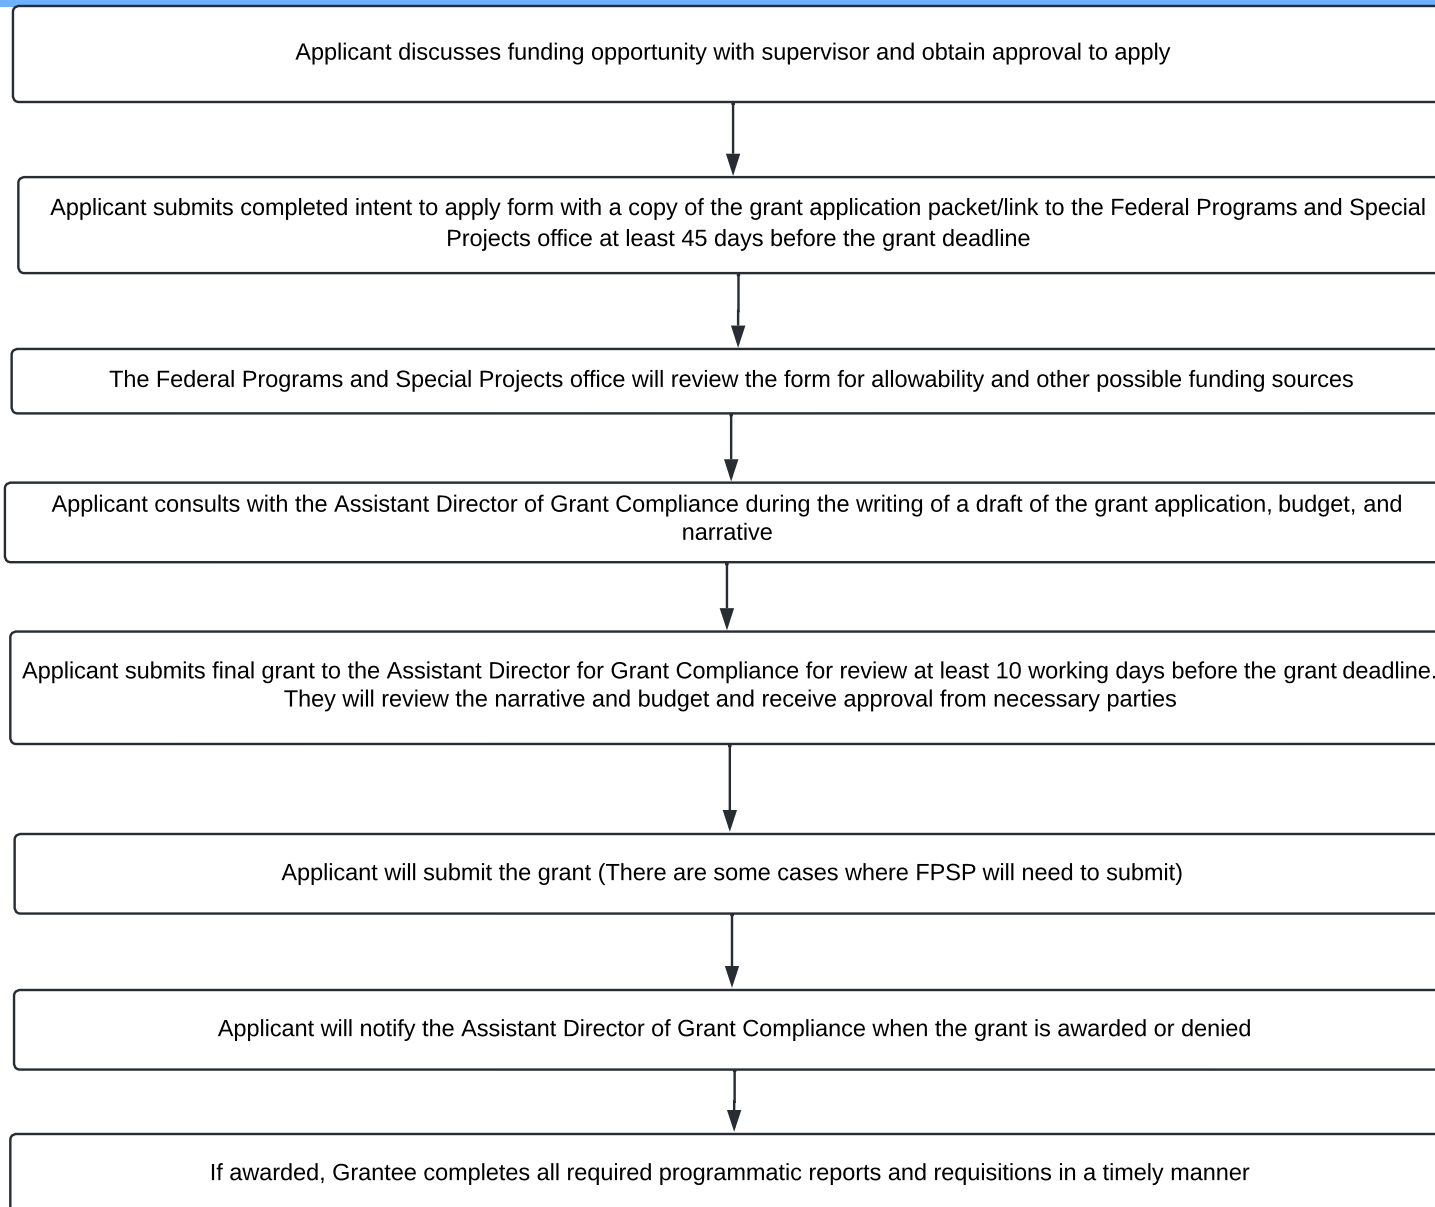 Applicant discusses funding opportunity with supervisor and obtain approval to apply
Applicant submits completed intent to apply form with a copy of the grant application packet/link to the Federal Programs and Special
Projects office at least 45 days before the grant deadline
The Federal Programs and Special Projects office will review the form for allowability and other possible funding sources
Applicant consults with the Assistant Director of Grant Compliance during the writing of a draft of the grant application, budget, and
narrative
Applicant submits final grant to the Assistant Director for Grant Compliance for review at least 10 working days before the grant deadline.
They will review the narrative and budget and receive approval from necessary parties
Applicant will submit the grant (There are some cases where FPSP will need to submit)
Applicant will notify the Assistant Director of Grant Compliance when the grant is awarded or denied
If awarded, Grantee completes all required programmatic reports and requisitions in a timely manner